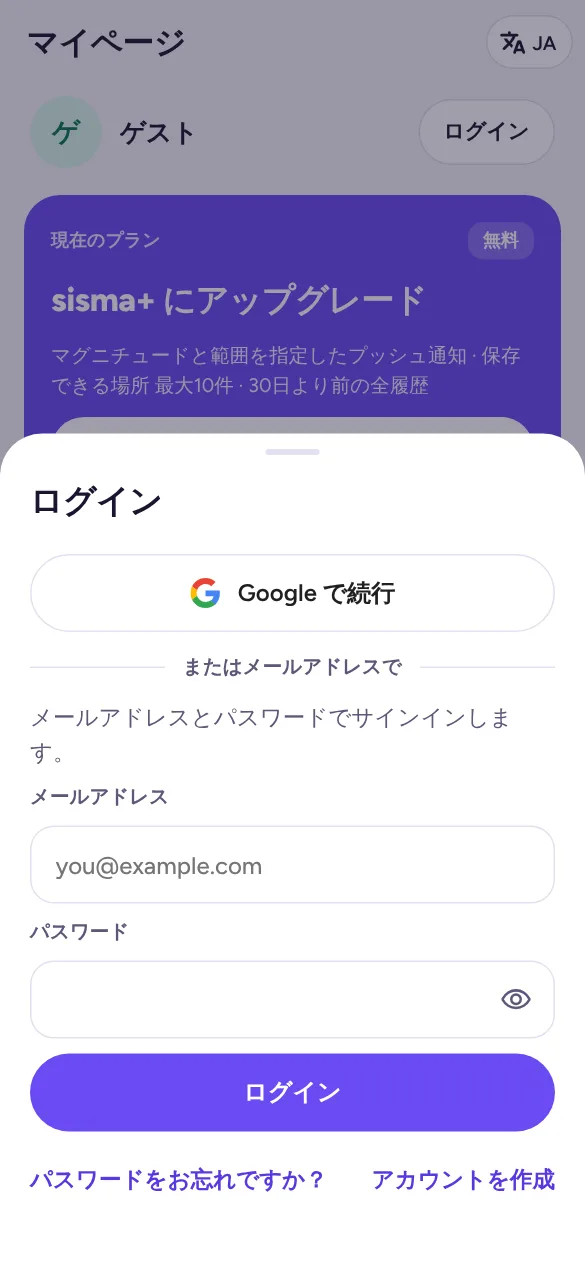 マイページ
JA
ゲ
ゲスト
ログイン
現在のプラン
無料
sisma+ にアップグレード
マグニチュードと範囲を指定したプッシュ通知 · 保存
できる場所 最大10件 · 30日より前の全履歴
ログイン
Google で続行
またはメールアドレスで
メールアドレスとパスワードでサインインしま
す。
メールアドレス
you@example.com
パスワード
ログイン
パスワードをお忘れですか？
アカウントを作成